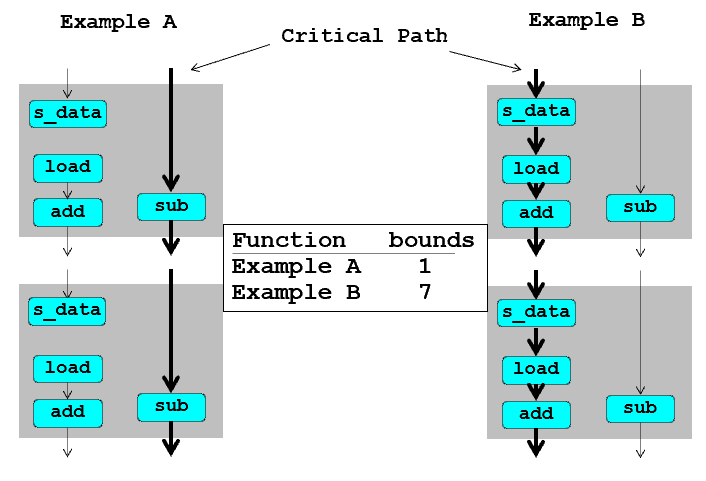 Example A
Critical Path
Example B
s_data
load
add
sub
s_data
load
add
sub
Function bounds
Example A 1
Example B 7
s_data
load
add
sub
s_data
load
add
sub